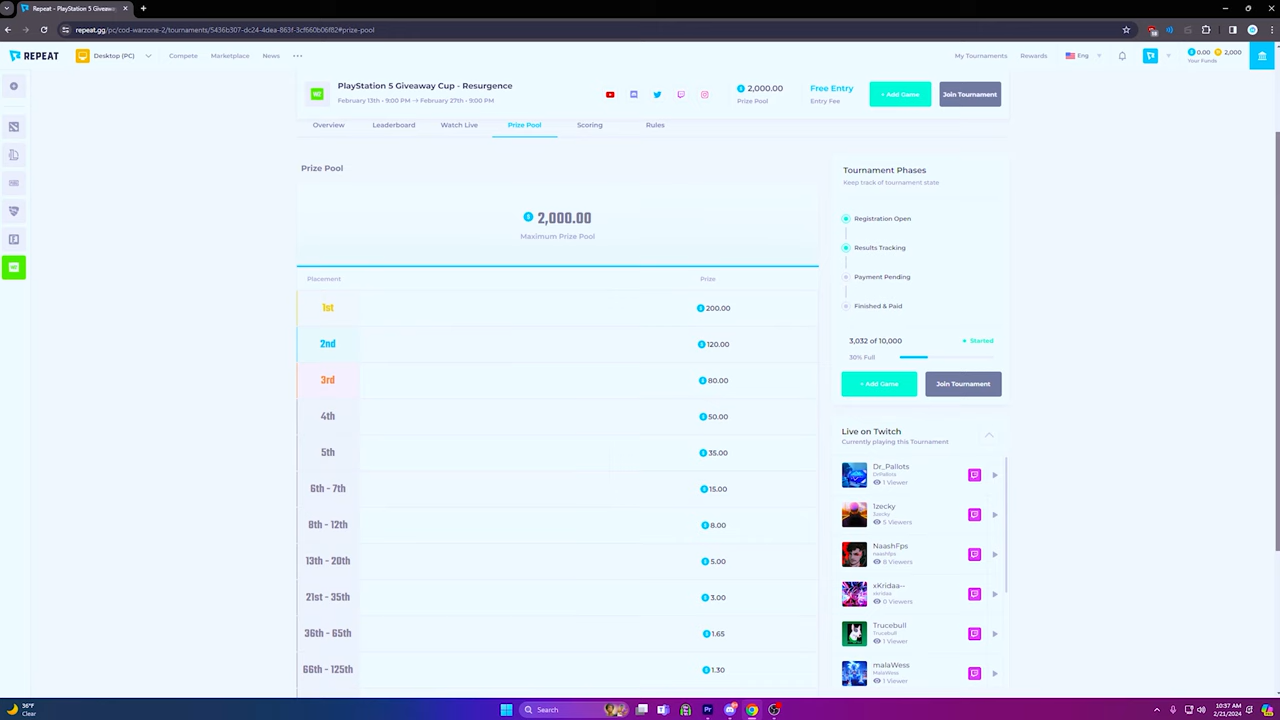 Repeat - PlayStation 5 Giveaw
repeat.gg/pc/cod-warzone-2/tournaments/5436b307-dc24-4dea-863f-3cf660b06f82#prize-pool
REPEAT
Desktop (PC)
Compete
Marketplace
News
My Tournaments
Rewards
Eng
0.00
2,000
Your Funds
PlayStation 5 Giveaway Cup - Resurgence
February 13th - 9:00 PM → February 27th - 9:00 PM
2,000.00
Prize Pool
Free Entry
Entry Fee
+ Add Game
Join Tournament
Overview
Leaderboard
Watch Live
Prize Pool
Scoring
Rules
Prize Pool
2,000.00
Maximum Prize Pool
Placement
Prize
1st
200.00
2nd
120.00
3rd
80.00
4th
50.00
5th
35.00
6th - 7th
15.00
8th - 12th
8.00
13th - 20th
5.00
21st - 35th
3.00
36th - 65th
1.65
66th - 125th
1.30
Tournament Phases
Keep track of tournament state
Registration Open
Results Tracking
Payment Pending
Finished & Paid
3,032 of 10,000
Started
30% Full
+ Add Game
Join Tournament
Live on Twitch
Currently playing this Tournament
Dr_Pallots
DrPallots
1 Viewer
1zecky
5 Viewers
NaashFps
naashfps
8 Viewers
xKridaa--
xkridaa
0 Viewers
Trucebull
Trucebull
1 Viewer
malaWess
MalaWess
1 Viewer
36°F
Clear
Search
10:37 AM
2/21/2024